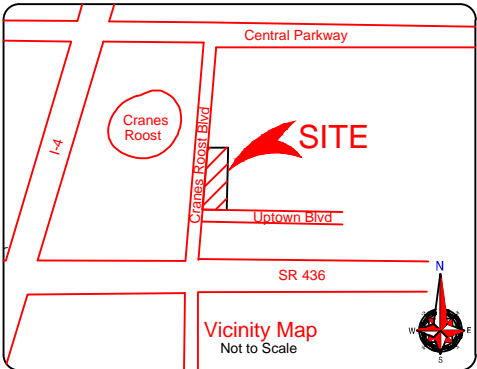 Central Parkway
I-4
Cranes
Roost
Cranes Roost Blvd
SITE
Uptown Blvd
SR 436
N
W
E
S
Vicinity Map
Not to Scale